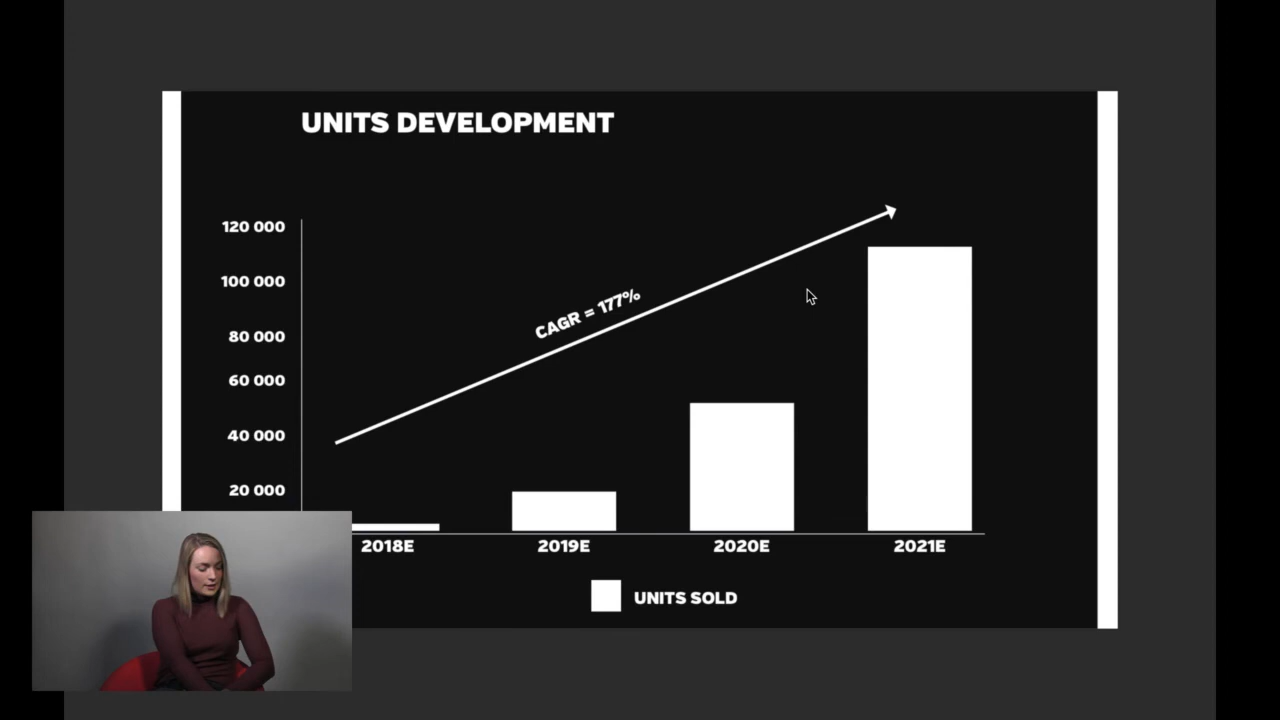 UNITS DEVELOPMENT
120 000
100 000
80 000
60 000
40 000
20 000
CAGR = 177%
2018E
2019E
2020E
2021E
UNITS SOLD